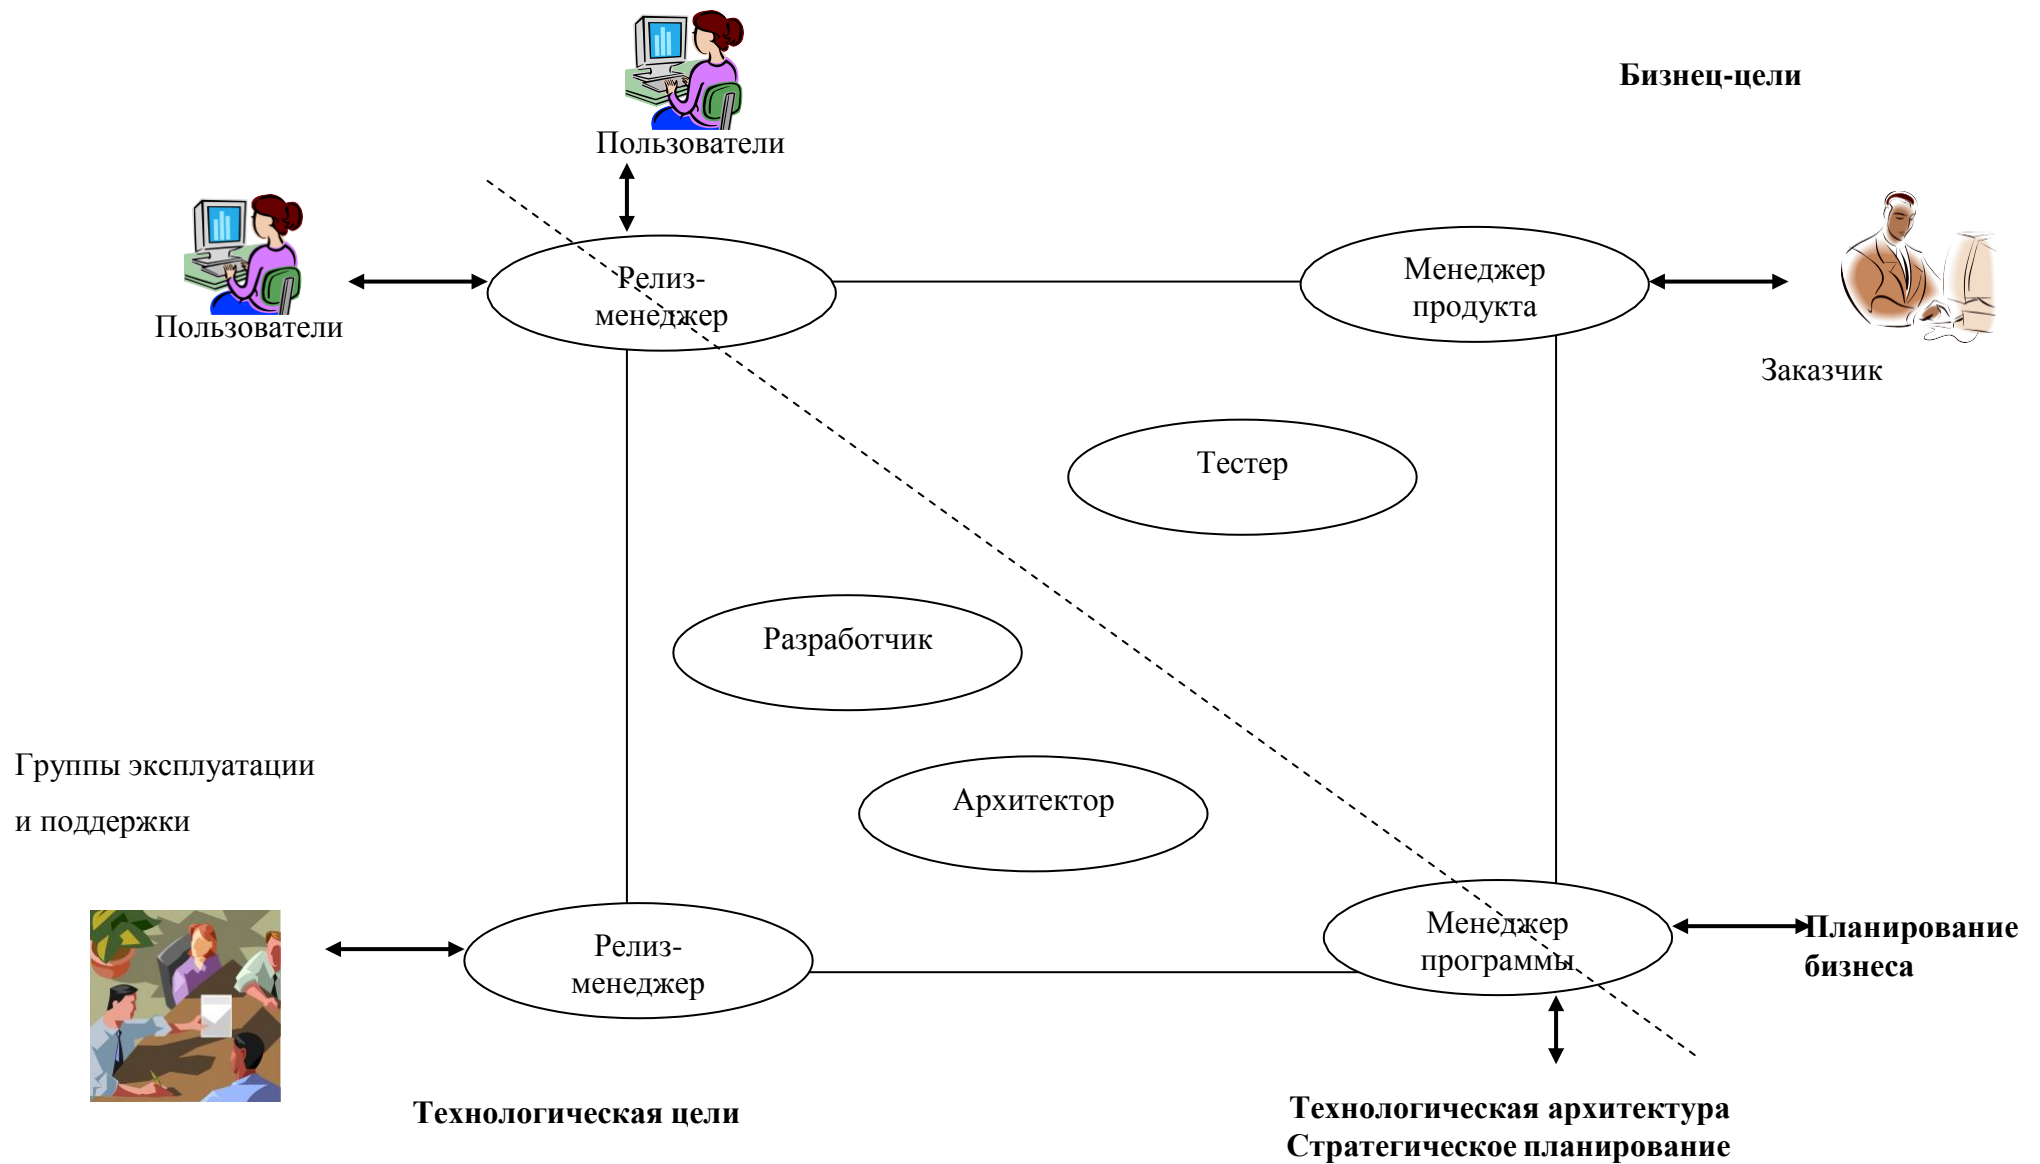 Бизнец-цели
Пользователи
Пользователи
Релиз-
менеджер
Менеджер
продукта
Заказчик
Тестер
Разработчик
Группы эксплуатации
и поддержки
Архитектор
Релиз-
менеджер
Менеджер
программы
Планирование
бизнеса
Технологическая цели
Технологическая архитектура
Стратегическое планирование